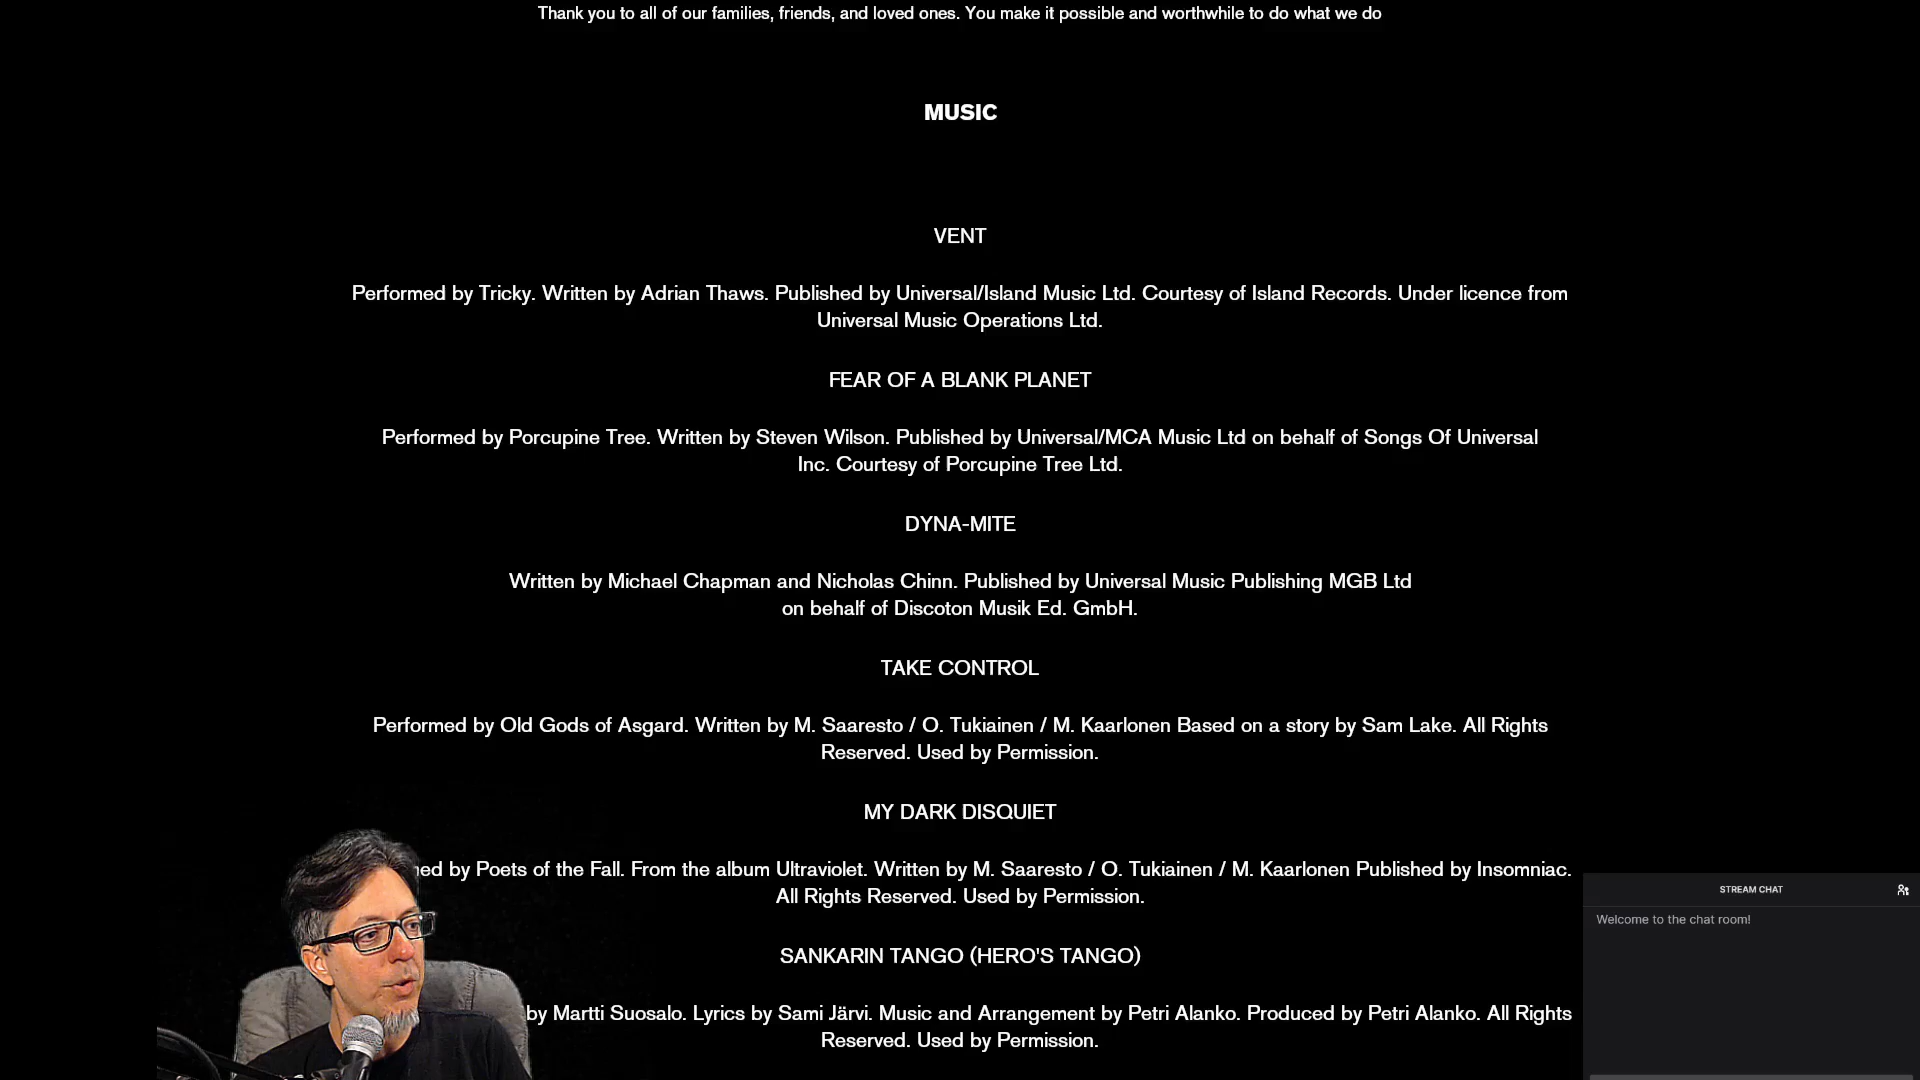 Thank you to all of our families, friends, and loved ones. You make it possible and worthwhile to do what we do
MUSIC
VENT
Performed by Tricky. Written by Adrian Thaws. Published by Universal/Island Music Ltd. Courtesy of Island Records. Under licence from
Universal Music Operations Ltd.
FEAR OF A BLANK PLANET
Performed by Porcupine Tree. Written by Steven Wilson. Published by Universal/MCA Music Ltd on behalf of Songs Of Universal
Inc. Courtesy of Porcupine Tree Ltd.
DYNA-MITE
Written by Michael Chapman and Nicholas Chinn. Published by Universal Music Publishing MGB Ltd
on behalf of Discoton Musik Ed. GmbH.
TAKE CONTROL
Performed by Old Gods of Asgard. Written by M. Saaresto / O. Tukiainen / M. Kaarlonen Based on a story by Sam Lake. All Rights
Reserved. Used by Permission.
MY DARK DISQUIET
by Poets of the Fall. From the album Ultraviolet. Written by M. Saaresto / O. Tukiainen / M. Kaarlonen Published by Insomniac.
All Rights Reserved. Used by Permission.
SANKARIN TANGO (HERO'S TANGO)
by Martti Suosalo. Lyrics by Sami Järvi. Music and Arrangement by Petri Alanko. Produced by Petri Alanko. All Rights
Reserved. Used by Permission.
STREAM CHAT
Welcome to the chat room!